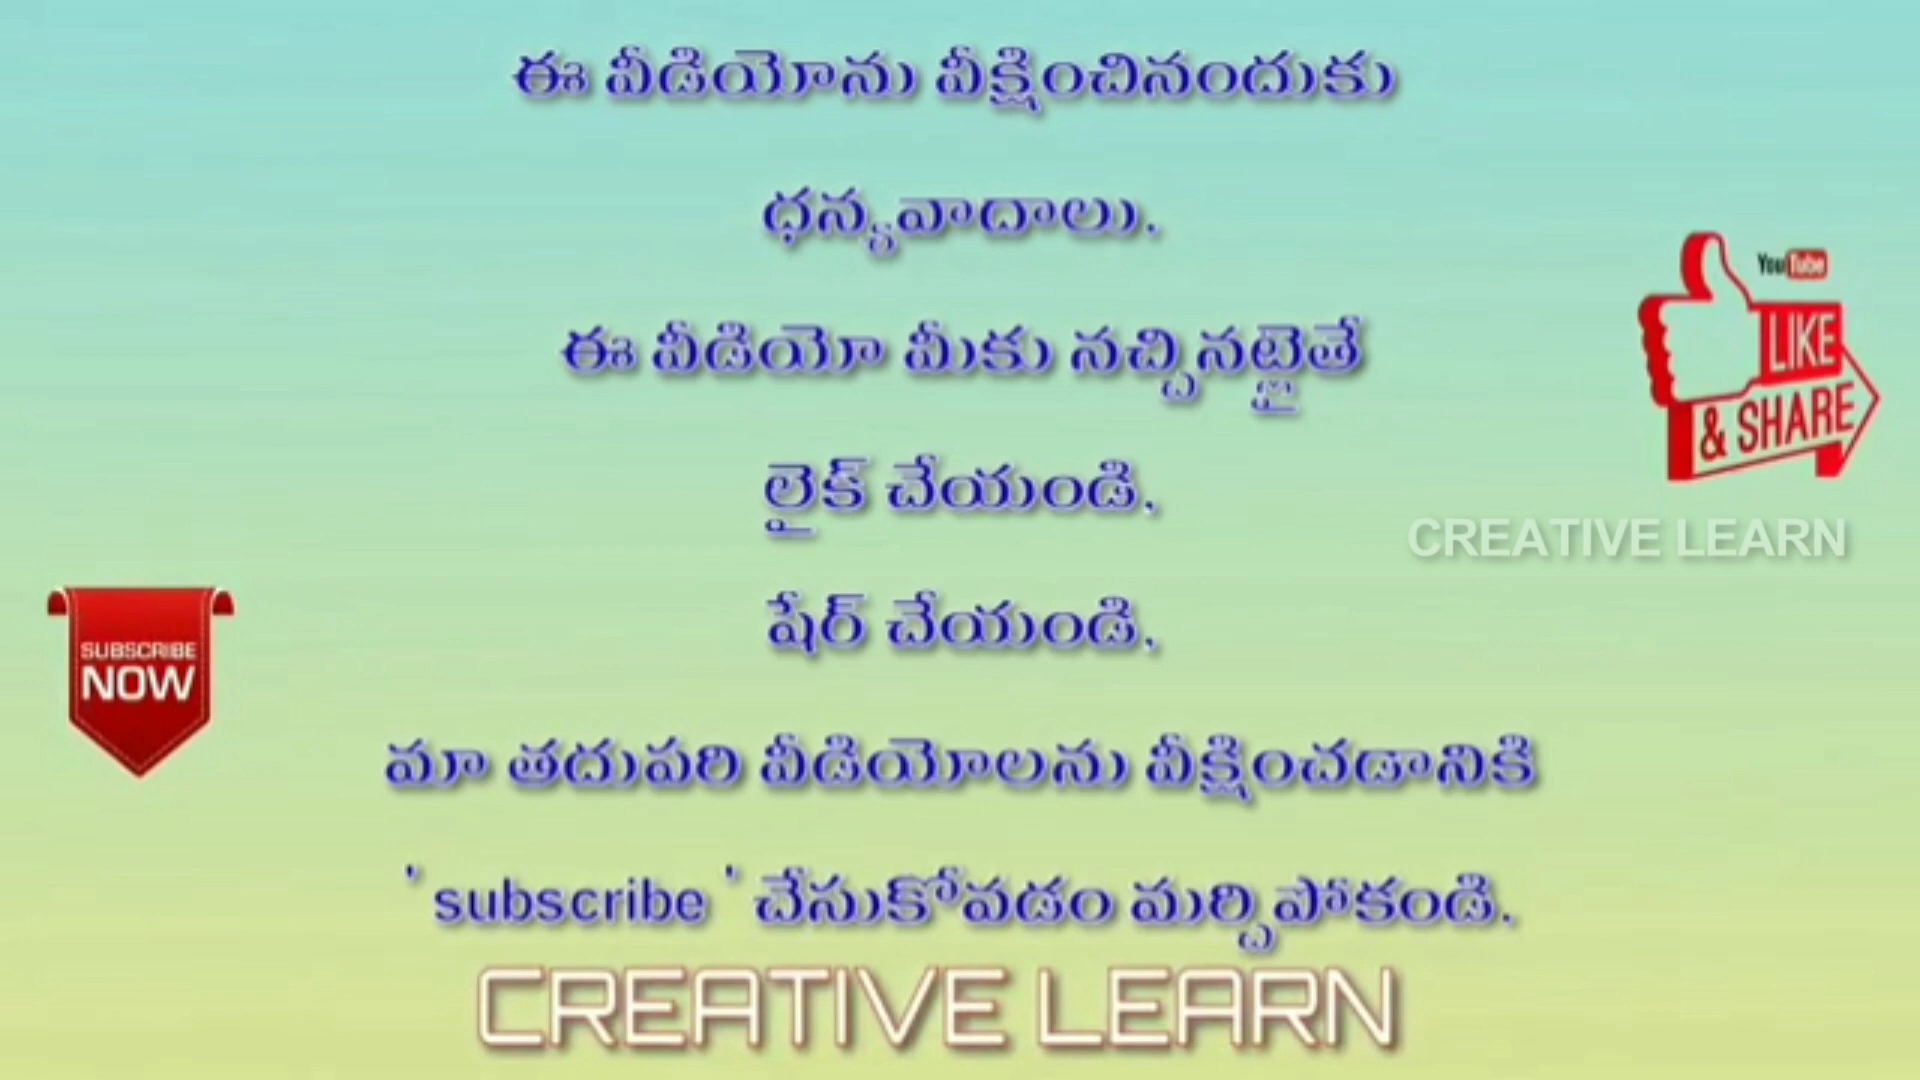 ఈ వీడియోను వీక్షించినందుకు
ధన్యవాదాలు.
ఈ వీడియో మీకు నచ్చినట్లైతే
లైక్ చేయండి.
షేర్ చేయండి.
మా తదుపరి వీడియోలను వీక్షించడానికి
' subscribe ' చేసుకోవడం మర్చిపోకండి.
CREATIVE LEARN
YouTube
LIKE
& SHARE
CREATIVE LEARN
SUBSCRIBE
NOW